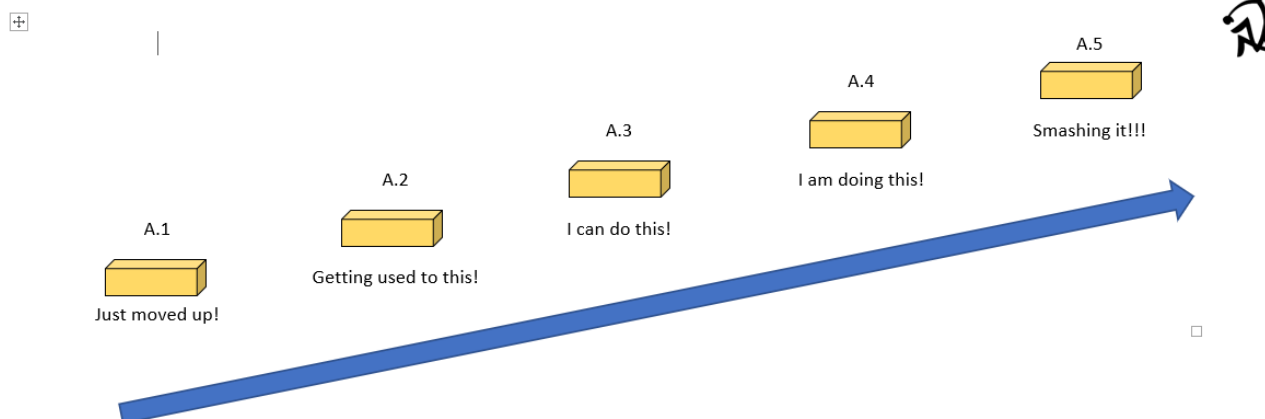 A.5
A.4
A.3
Smashing it!!!
A.2
I am doing this!
A.1
I can do this!
Getting used to this!
Just moved up!